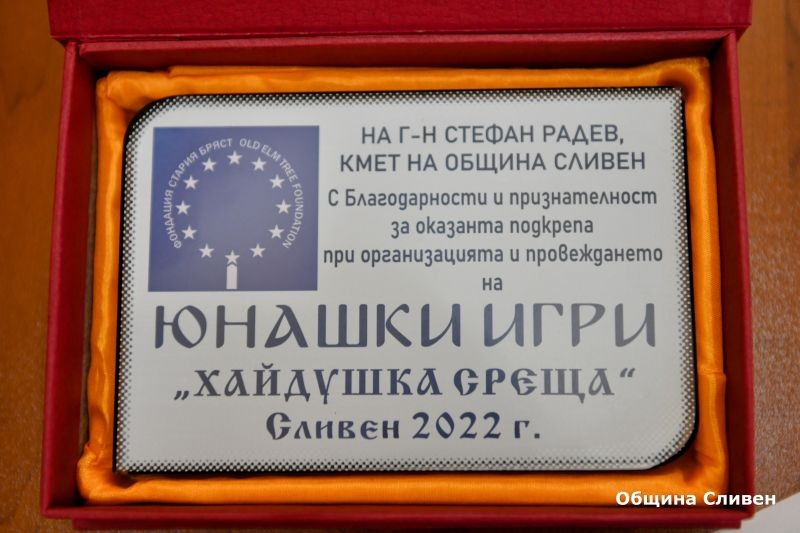 ФОНДАЦИЯ СТАРИЯ БРЯСТ OLD ELM TREE FOUNDATION
НА Г-Н СТЕФАН РАДЕВ,
КМЕТ НА ОБЩИНА СЛИВЕН
С Благодарности и признателност
за оказанта подкрепа
при организацията и провеждането
на
ЮНАШКИ ИГРИ
„ХАЙДУШКА СРЕЩА“
Сливен 2022 г.
Община Сливен